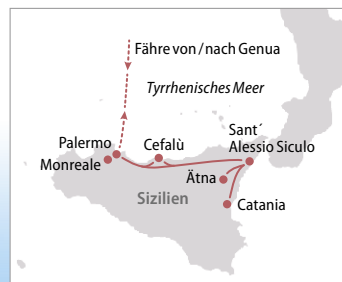 Fähre von/nach Genua
Tyrrhenisches Meer
Sant´
Alessio Siculo
Palermo
Monreale
Cefalù
Ätna
Sizilien
Catania